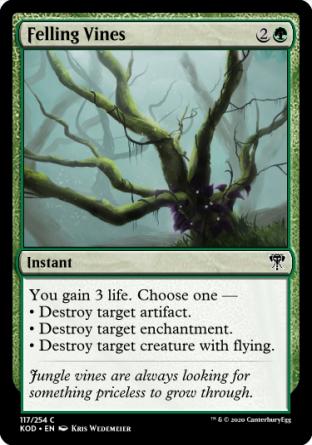 Felling Vines 2
Instant
You gain 3 life. Choose one —
• Destroy target artifact.
• Destroy target enchantment.
• Destroy target creature with flying.
Jungle vines are always looking for
something priceless to grow through.
117/254 C
KOD • EN Kris Wedemeier
™ & © 2020 CanterburyEgg